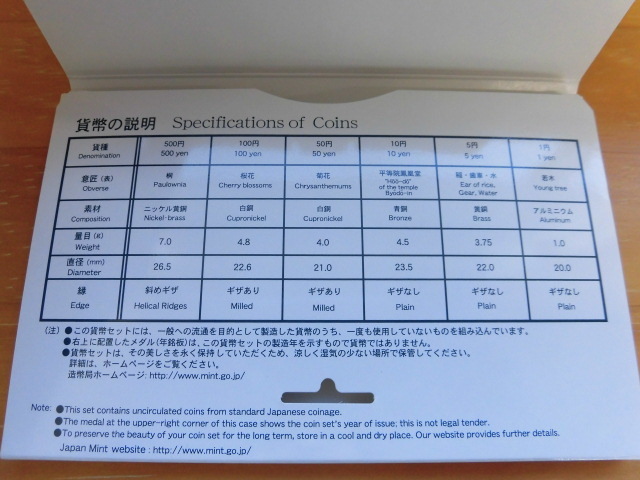 貨幣の説明 Specifications of Coins
貨種 500円 100円 50円 10円 5円 1円
Denomination 500 yen 100 yen 50 yen 10 yen 5 yen 1 yen
意匠(表) 桐 桜花 菊花 平等院鳳凰堂 稲・歯車・水 若木
Obverse Paulownia Cherry blossoms Chrysanthemums "Hōō-dō" of the temple Byōdo-in Ear of rice, Gear, Water Young tree
素材 ニッケル黄銅 白銅 白銅 青銅 黄銅 アルミニウム
Composition Nickel-brass Cupronickel Cupronickel Bronze Brass Aluminum
量目(g)
Weight 7.0 4.8 4.0 4.5 3.75 1.0
直径(mm)
Diameter 26.5 22.6 21.0 23.5 22.0 20.0
縁 斜めギザ ギザあり ギザあり ギザなし ギザなし ギザなし
Edge Helical Ridges Milled Milled Plain Plain Plain
(注)●この貨幣セットには、一般への流通を目的として製造した貨幣のうち、一度も使用していないものを組み込んでいます。
●右上に配置したメダル(年銘板)は、この貨幣セットの製造年を示すもので貨幣ではありません。
●貨幣セットは、その美しさを永く保持していただくため、涼しく湿気の少ない場所で保管してください。
詳細は、ホームページをご覧ください。
造幣局ホームページ: http://www.mint.go.jp/
Note: ●This set contains uncirculated coins from standard Japanese coinage.
●The medal at the upper-right corner of this case shows the coin set's year of issue; this is not legal tender.
●To preserve the beauty of your coin set for the long term, store in a cool and dry place. Our website provides further details.
Japan Mint website : http://www.mint.go.jp/